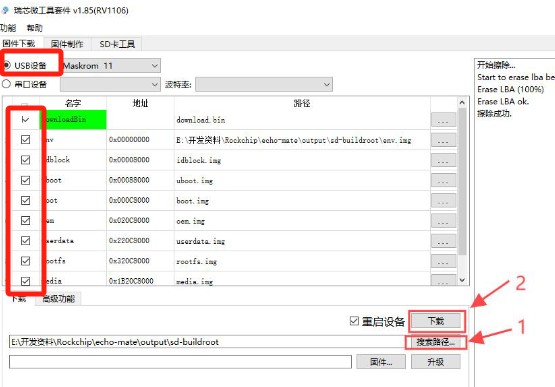 瑞芯微工具套件 v1.85(RV1106)
功能 帮助
固件下载 固件制作 SD卡工具
USB设备 Maskrom 11
串口设备 波特率:
名字 地址 路径
downloadBin download.bin ...
env 0x00000000 E:\开发资料\Rockchip\echo-mate\output\sd-buildroot\env.img ...
idblock 0x00008000 idblock.img ...
uboot 0x00088000 uboot.img ...
boot 0x000C8000 boot.img ...
oem 0x020C8000 oem.img ...
userdata 0x220C8000 userdata.img ...
rootfs 0x320C8000 rootfs.img ...
media 0x1B20C8000 media.img ...
下载 高级功能
重启设备 下载
E:\开发资料\Rockchip\echo-mate\output\sd-buildroot 搜索路径...
固件... 升级
开始擦除...
Start to erase lba be
Erase LBA (100%)
Erase LBA ok.
擦除成功.
2
1